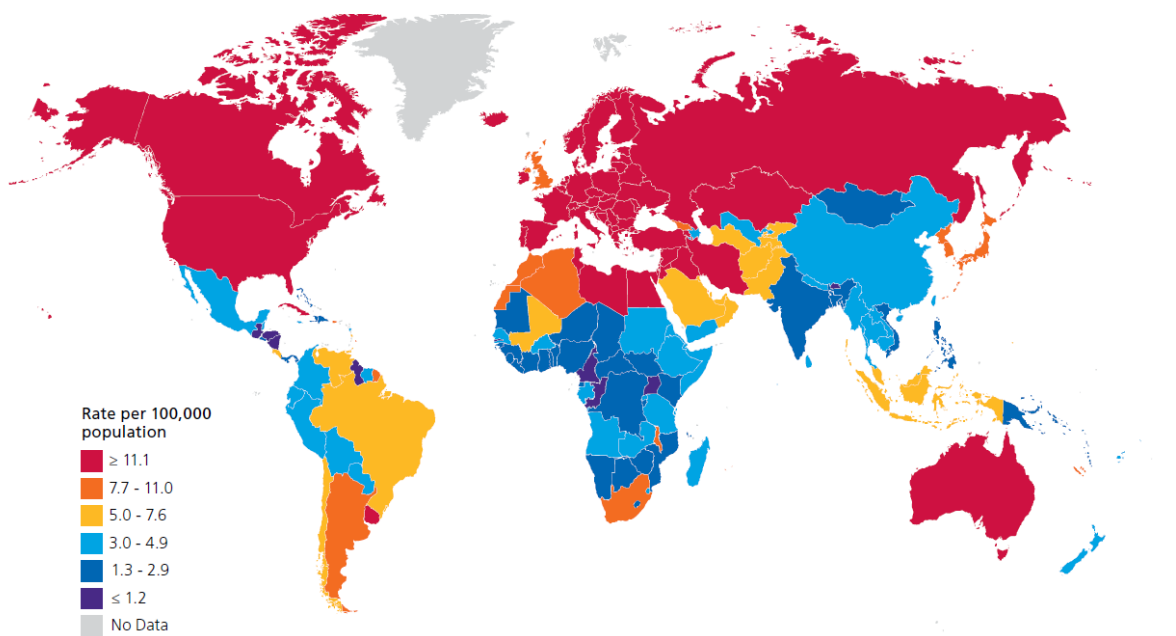 Rate per 100,000
population
≥ 11.1
7.7 - 11.0
5.0 - 7.6
3.0 - 4.9
1.3 - 2.9
≤ 1.2
No Data